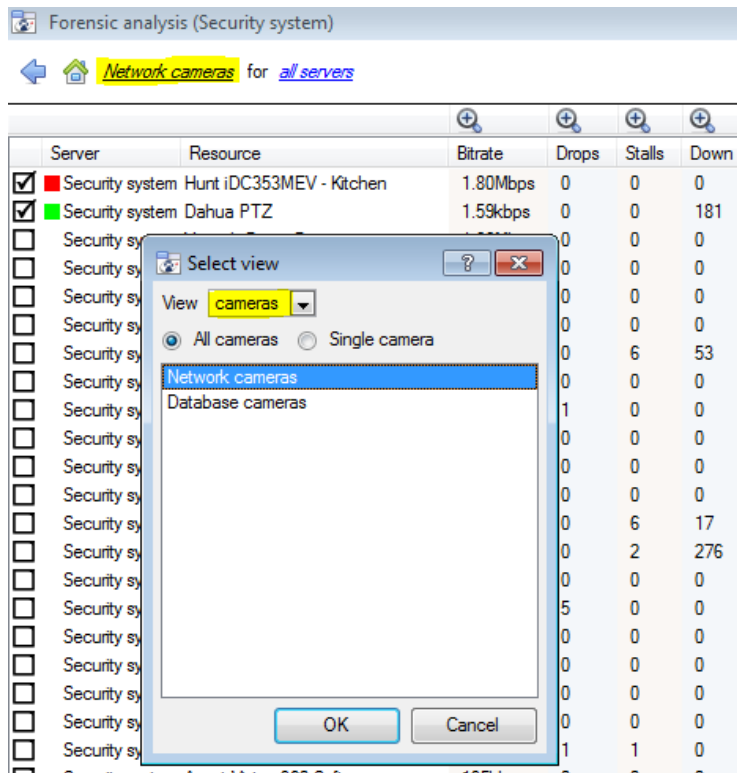 Forensic analysis (Security system)
Network cameras for all servers
Server Resource Bitrate Drops Stalls Down
Security system Hunt iDC353MEV - Kitchen 1.80Mbps 0 0 0
Security system Dahua PTZ 1.59kbps 0 0 181
Security sy 0 0 0
Select view
Security sy 0 0 0
View cameras
Security sy 0 0 0
Security sy 0 0 0
All cameras Single camera
Security sy 0 6 53
Network cameras
Security sy 0 0 0
Database cameras
Security sy 1 0 0
Security sy 0 0 0
Security sy 0 0 0
Security sy 0 0 0
Security sy 0 6 17
Security sy 0 2 276
Security sy 0 0 0
Security sy 5 0 0
Security sy 0 0 0
Security sy 0 0 0
Security sy 0 0 0
Security sy 0 0 0
OK Cancel
Security sy 1 1 0